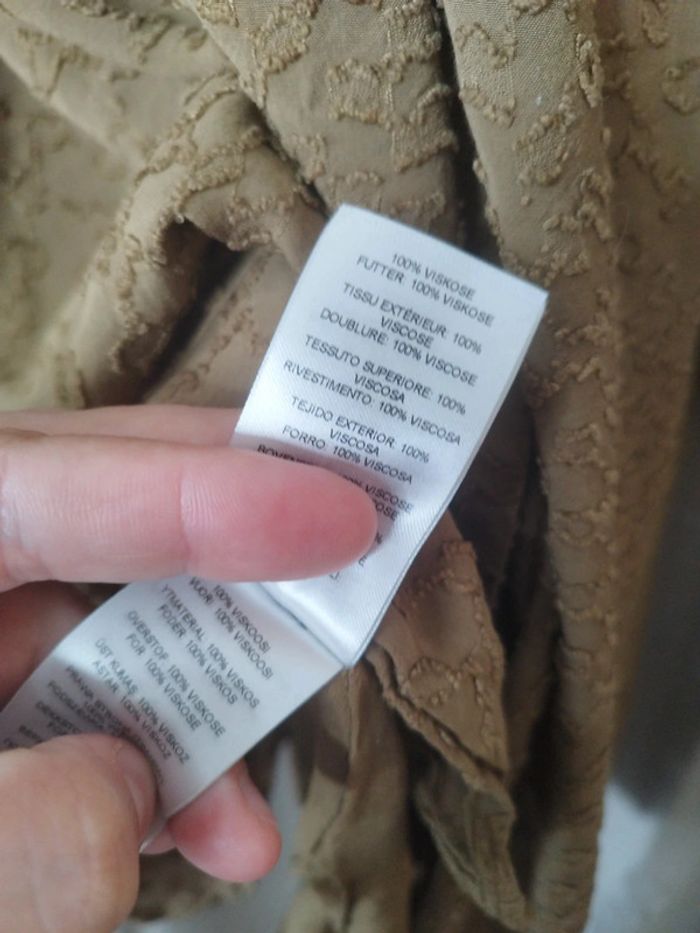 100% VISKOSE
FUTTER: 100% VISKOSE
TISSU EXTÉRIEUR: 100%
VISCOSE
DOUBLURE: 100% VISCOSE
TESSUTO SUPERIORE: 100%
VISCOSA
RIVESTIMENTO: 100% VISCOSA
TEJIDO EXTERIOR: 100%
VISCOSA
FORRO: 100% VISCOSA
VISCOSE
100% VISKOOSI
VUORI: 100% VISKOOSI
YTMATERIAL: 100% VISKOS
FODER: 100% VISKOS
OVERSTOF: 100% VISKOSE
FOR: 100% VISKOSE
ÜST KUMAŞ: 100% VISKOZ
ASTAR: 100% VISKOZ